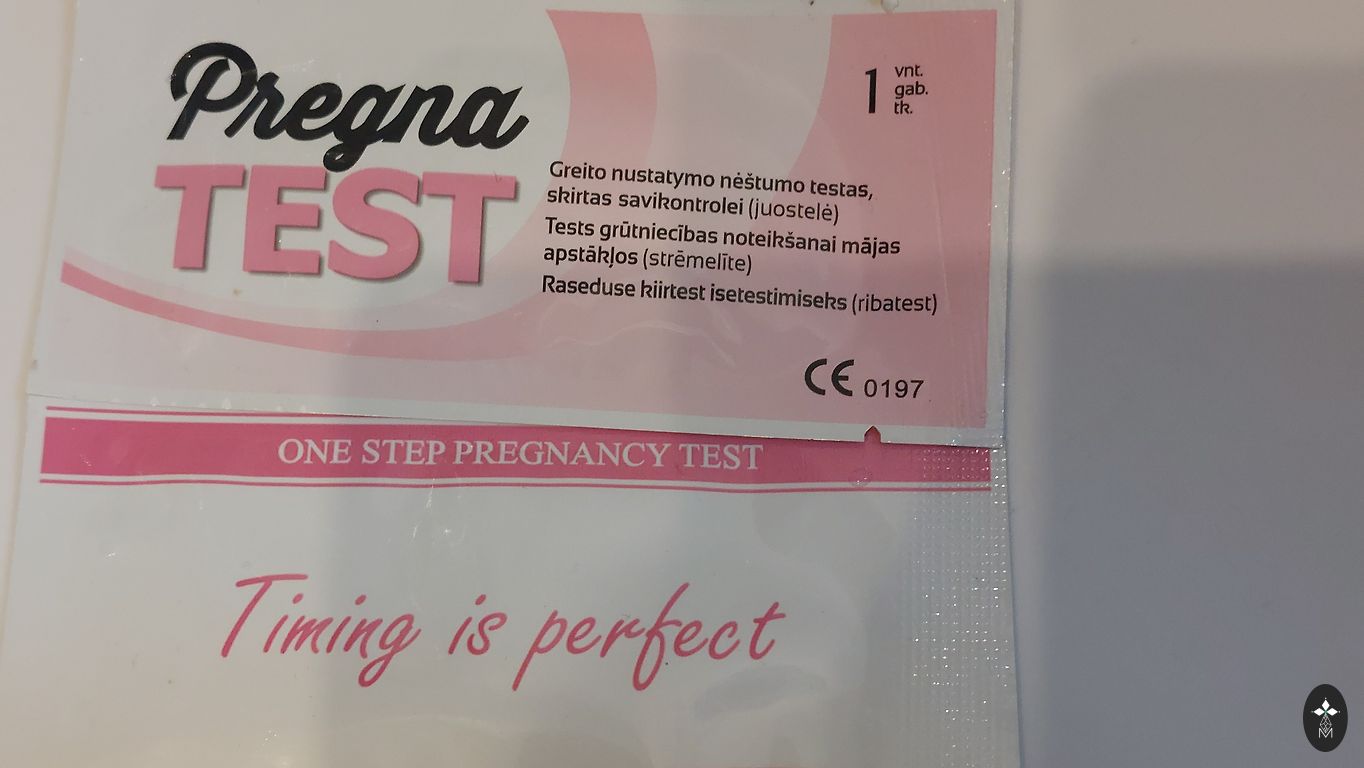 Pregna
TEST
1 vnt.
gab.
tk.
Greito nustatymo nėštumo testas,
skirtas savikontrolei (juostelė)
Tests grūtniecības noteikšanai mājas
apstākļos (strēmelīte)
Raseduse kiirtest isetestimiseks (ribatest)
CE 0197
ONE STEP PREGNANCY TEST
Timing is perfect
M